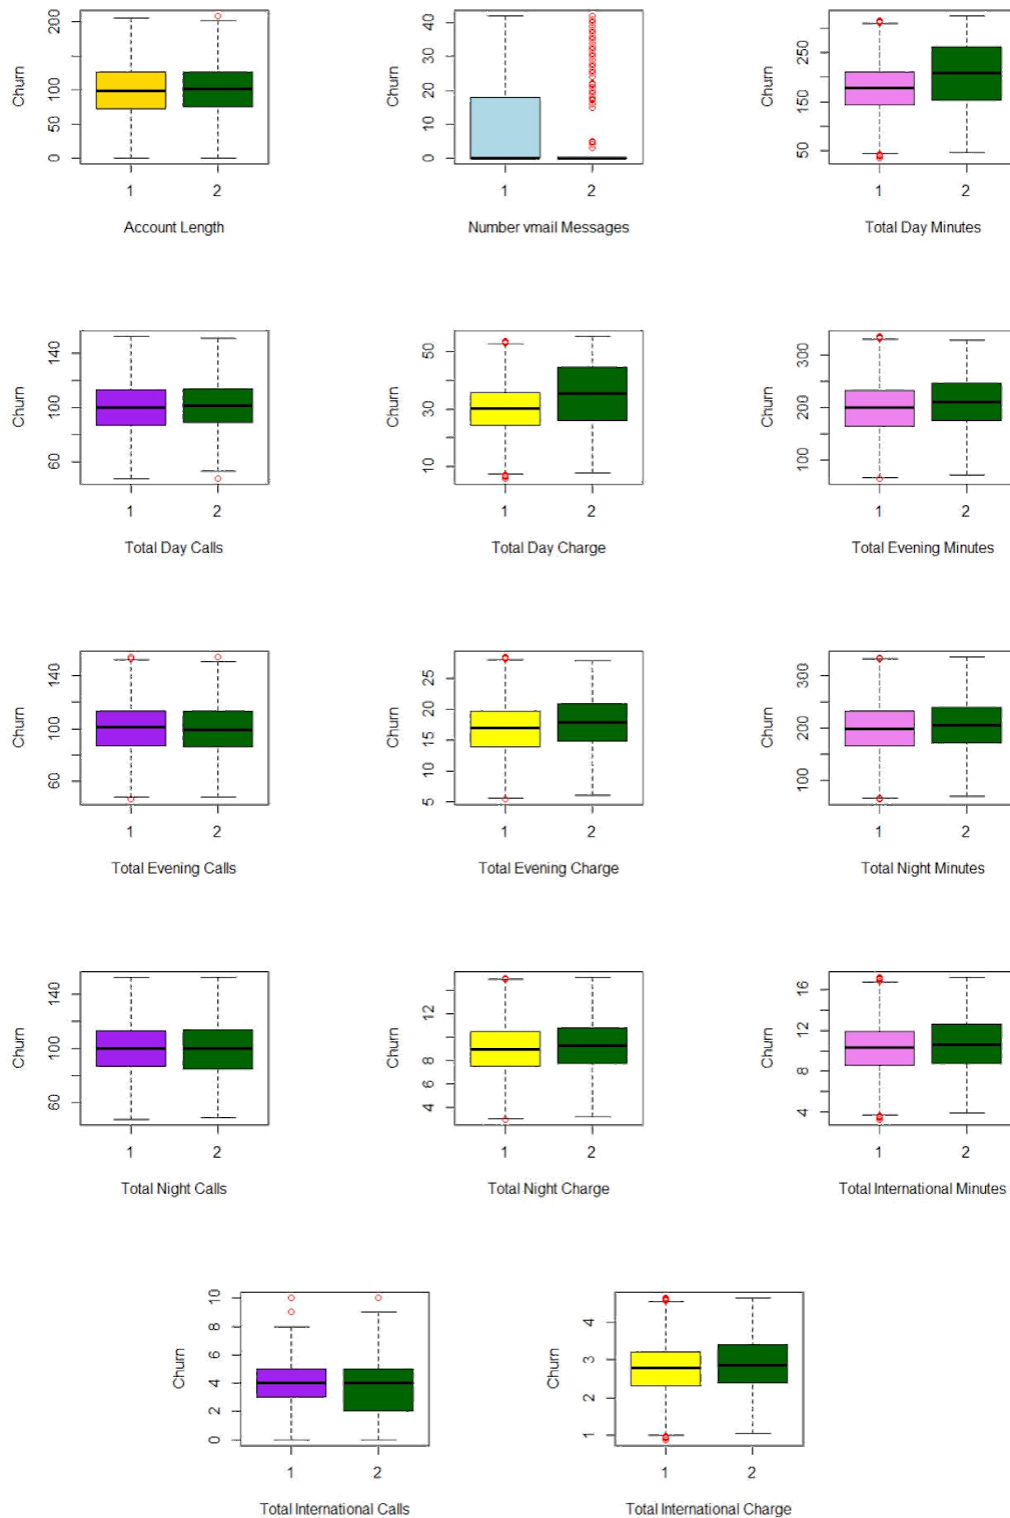 Churn
0 50 100 200
1 2
Account Length
Churn
0 10 20 30 40
1 2
Number vmail Messages
Churn
50 150 250
1 2
Total Day Minutes
Churn
60 100 140
1 2
Total Day Calls
Churn
10 30 50
1 2
Total Day Charge
Churn
100 200 300
1 2
Total Evening Minutes
Churn
60 100 140
1 2
Total Evening Calls
Churn
5 10 15 20 25
1 2
Total Evening Charge
Churn
100 200 300
1 2
Total Night Minutes
Churn
60 100 140
1 2
Total Night Calls
Churn
4 6 8 12
1 2
Total Night Charge
Churn
4 8 12 16
1 2
Total International Minutes
Churn
0 2 4 6 8 10
1 2
Total International Calls
Churn
1 2 3 4
1 2
Total International Charge